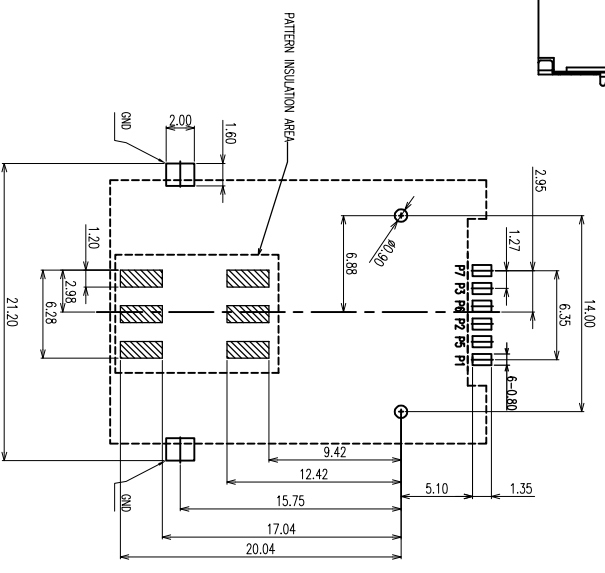 PATTERN INSULATION AREA
2.00
1.60
GND
2.95
1.27
6.35
14.00
ø0.90
6.88
P7
P3
P6
P2
P5
P1
6-0.80
1.20
2.98
6.28
21.20
9.42
12.42
15.75
17.04
20.04
5.10
1.35
GND